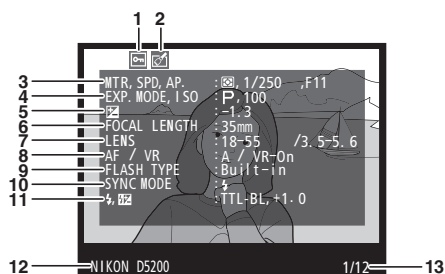 1 2
3 MTR, SPD, AP. : , 1/250 ,F11
4 EXP. MODE, ISO : P, 100
5 : -1.3
6 FOCAL LENGTH : 35mm
7 LENS : 18-55 /3.5-5.6
8 AF / VR : A / VR-On
9 FLASH TYPE : Built-in
10 SYNC MODE :
11 , : TTL-BL, +1.0
12 NIKON D5200 1/12 13